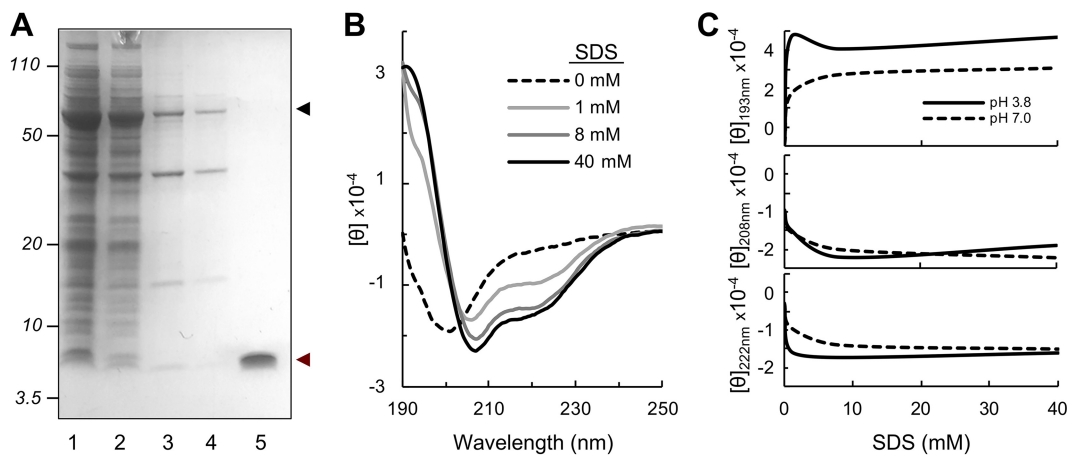 A
110
50
20
10
3.5
1 2 3 4 5
B
[θ] x10-4
3
1
-1
-3
190 210 230 250
Wavelength (nm)
SDS
0 mM
1 mM
8 mM
40 mM
C
[θ]193nm x10-4
4
2
0
pH 3.8
pH 7.0
[θ]208nm x10-4
0
-1
-2
[θ]222nm x10-4
0
-1
-2
0 10 20 30 40
SDS (mM)